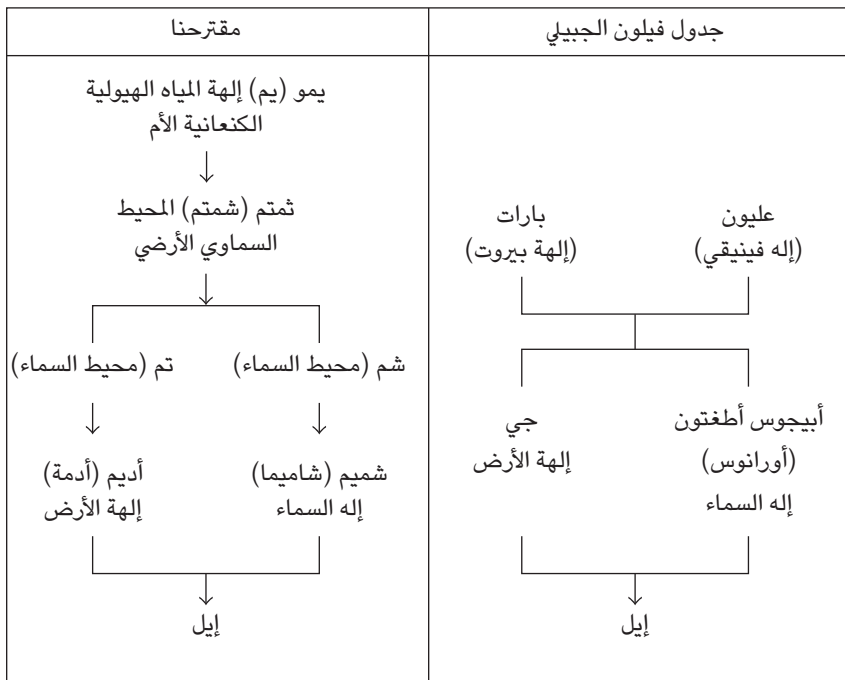 جدول فيلون الجبيلي
عليون
(إله فينيقي)
بارات
(إلهة بيروت)
أبيجوس أطغتون
(أورانوس)
إله السماء
جي
إلهة الأرض
إيل
مقترحنا
يمو (يم) إلهة المياه الهيولية
الكنعانية الأم
ثمتم (شمتم) المحيط
السماوي الأرضي
شم (محيط السماء)
تم (محيط السماء)
شميم (شاميما)
إله السماء
أديم (أدمة)
إلهة الأرض
إيل